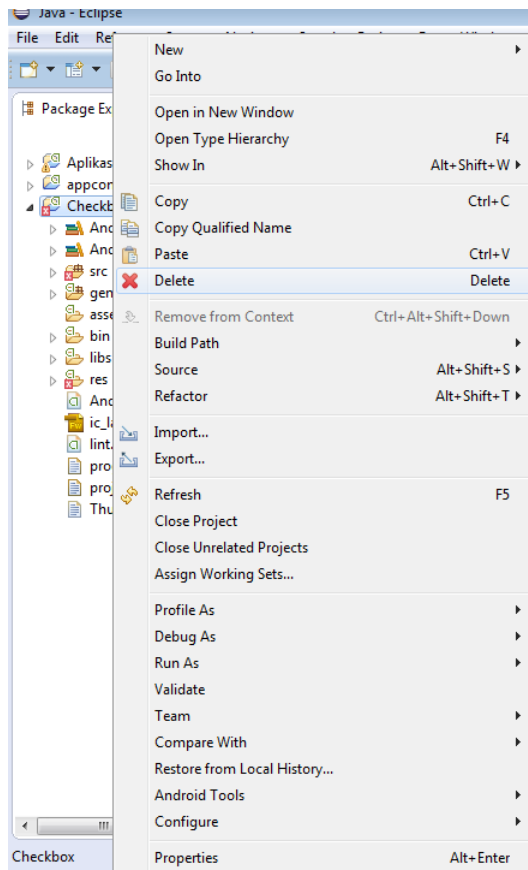 Java - Eclipse
File Edit
New
Go Into
Package Ex
Open in New Window
Open Type Hierarchy F4
Show In Alt+Shift+W
Aplikas
appcor
Checkb
Copy Ctrl+C
Copy Qualified Name
Paste Ctrl+V
Delete Delete
And
And
src
gen
asse
bin
libs
res
And
ic_la
lint.
pro
proj
Thu
Remove from Context Ctrl+Alt+Shift+Down
Build Path
Source Alt+Shift+S
Refactor Alt+Shift+T
Import...
Export...
Refresh F5
Close Project
Close Unrelated Projects
Assign Working Sets...
Profile As
Debug As
Run As
Validate
Team
Compare With
Restore from Local History...
Android Tools
Configure
Checkbox
Properties Alt+Enter